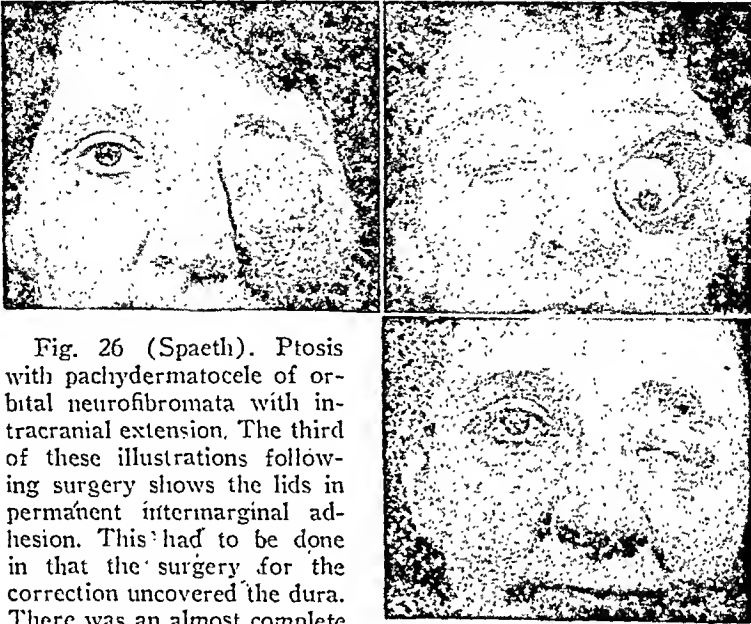 Fig. 26 (Spaeth). Ptosis
with pachydermatocele of or-
bital neurofibromata with in-
tracranial extension. The third
of these illustrations follow-
ing surgery shows the lids in
permanent intermarginal ad-
hesion. This had to be done
in that the surgery for the
correction uncovered the dura.
There was an almost complete